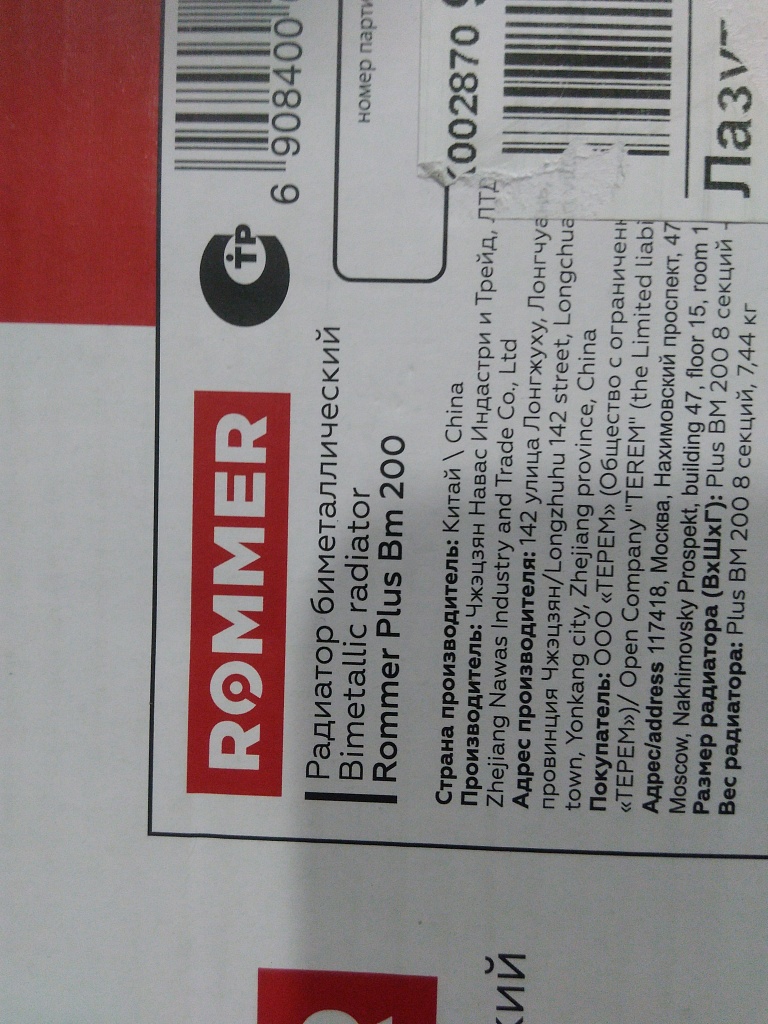 ROMMER
Радиатор биметаллический
Bimetallic radiator
Rommer Plus Bm 200
СТР
6 908400
номер парти
002870
Лазу
Страна производитель: Китай \ China
Производитель: Чжэцзян Навас Индастри и Трейд, ЛТД
Zhejiang Nawas Industry and Trade Co., Ltd
Адрес производителя: 142 улица Лонгжуху, Лонгчуа
провинция Чжэцзян/Longzhuhu 142 street, Longchua
town, Yonkang city, Zhejiang province, China
Покупатель: ООО «ТЕРЕМ» (Общество с ограничен
«ТЕРЕМ»)/ Open Company "TEREM" (the Limited liabi
Адрес/address 117418, Москва, Нахимовский проспект, 47
Moscow, Nakhimovsky Prospekt, building 47, floor 15, room 1
Размер радиатора (ВхШхГ): Plus BM 200 8 секций -
Вес радиатора: Plus BM 200 8 секций, 7,44 кг
кий